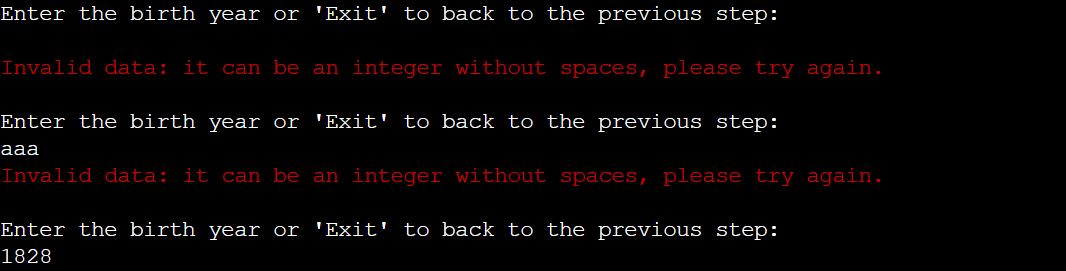 Enter the birth year or 'Exit' to back to the previous step:
Invalid data: it can be an integer without spaces, please try again.
Enter the birth year or 'Exit' to back to the previous step:
aaa
Invalid data: it can be an integer without spaces, please try again.
Enter the birth year or 'Exit' to back to the previous step:
1828